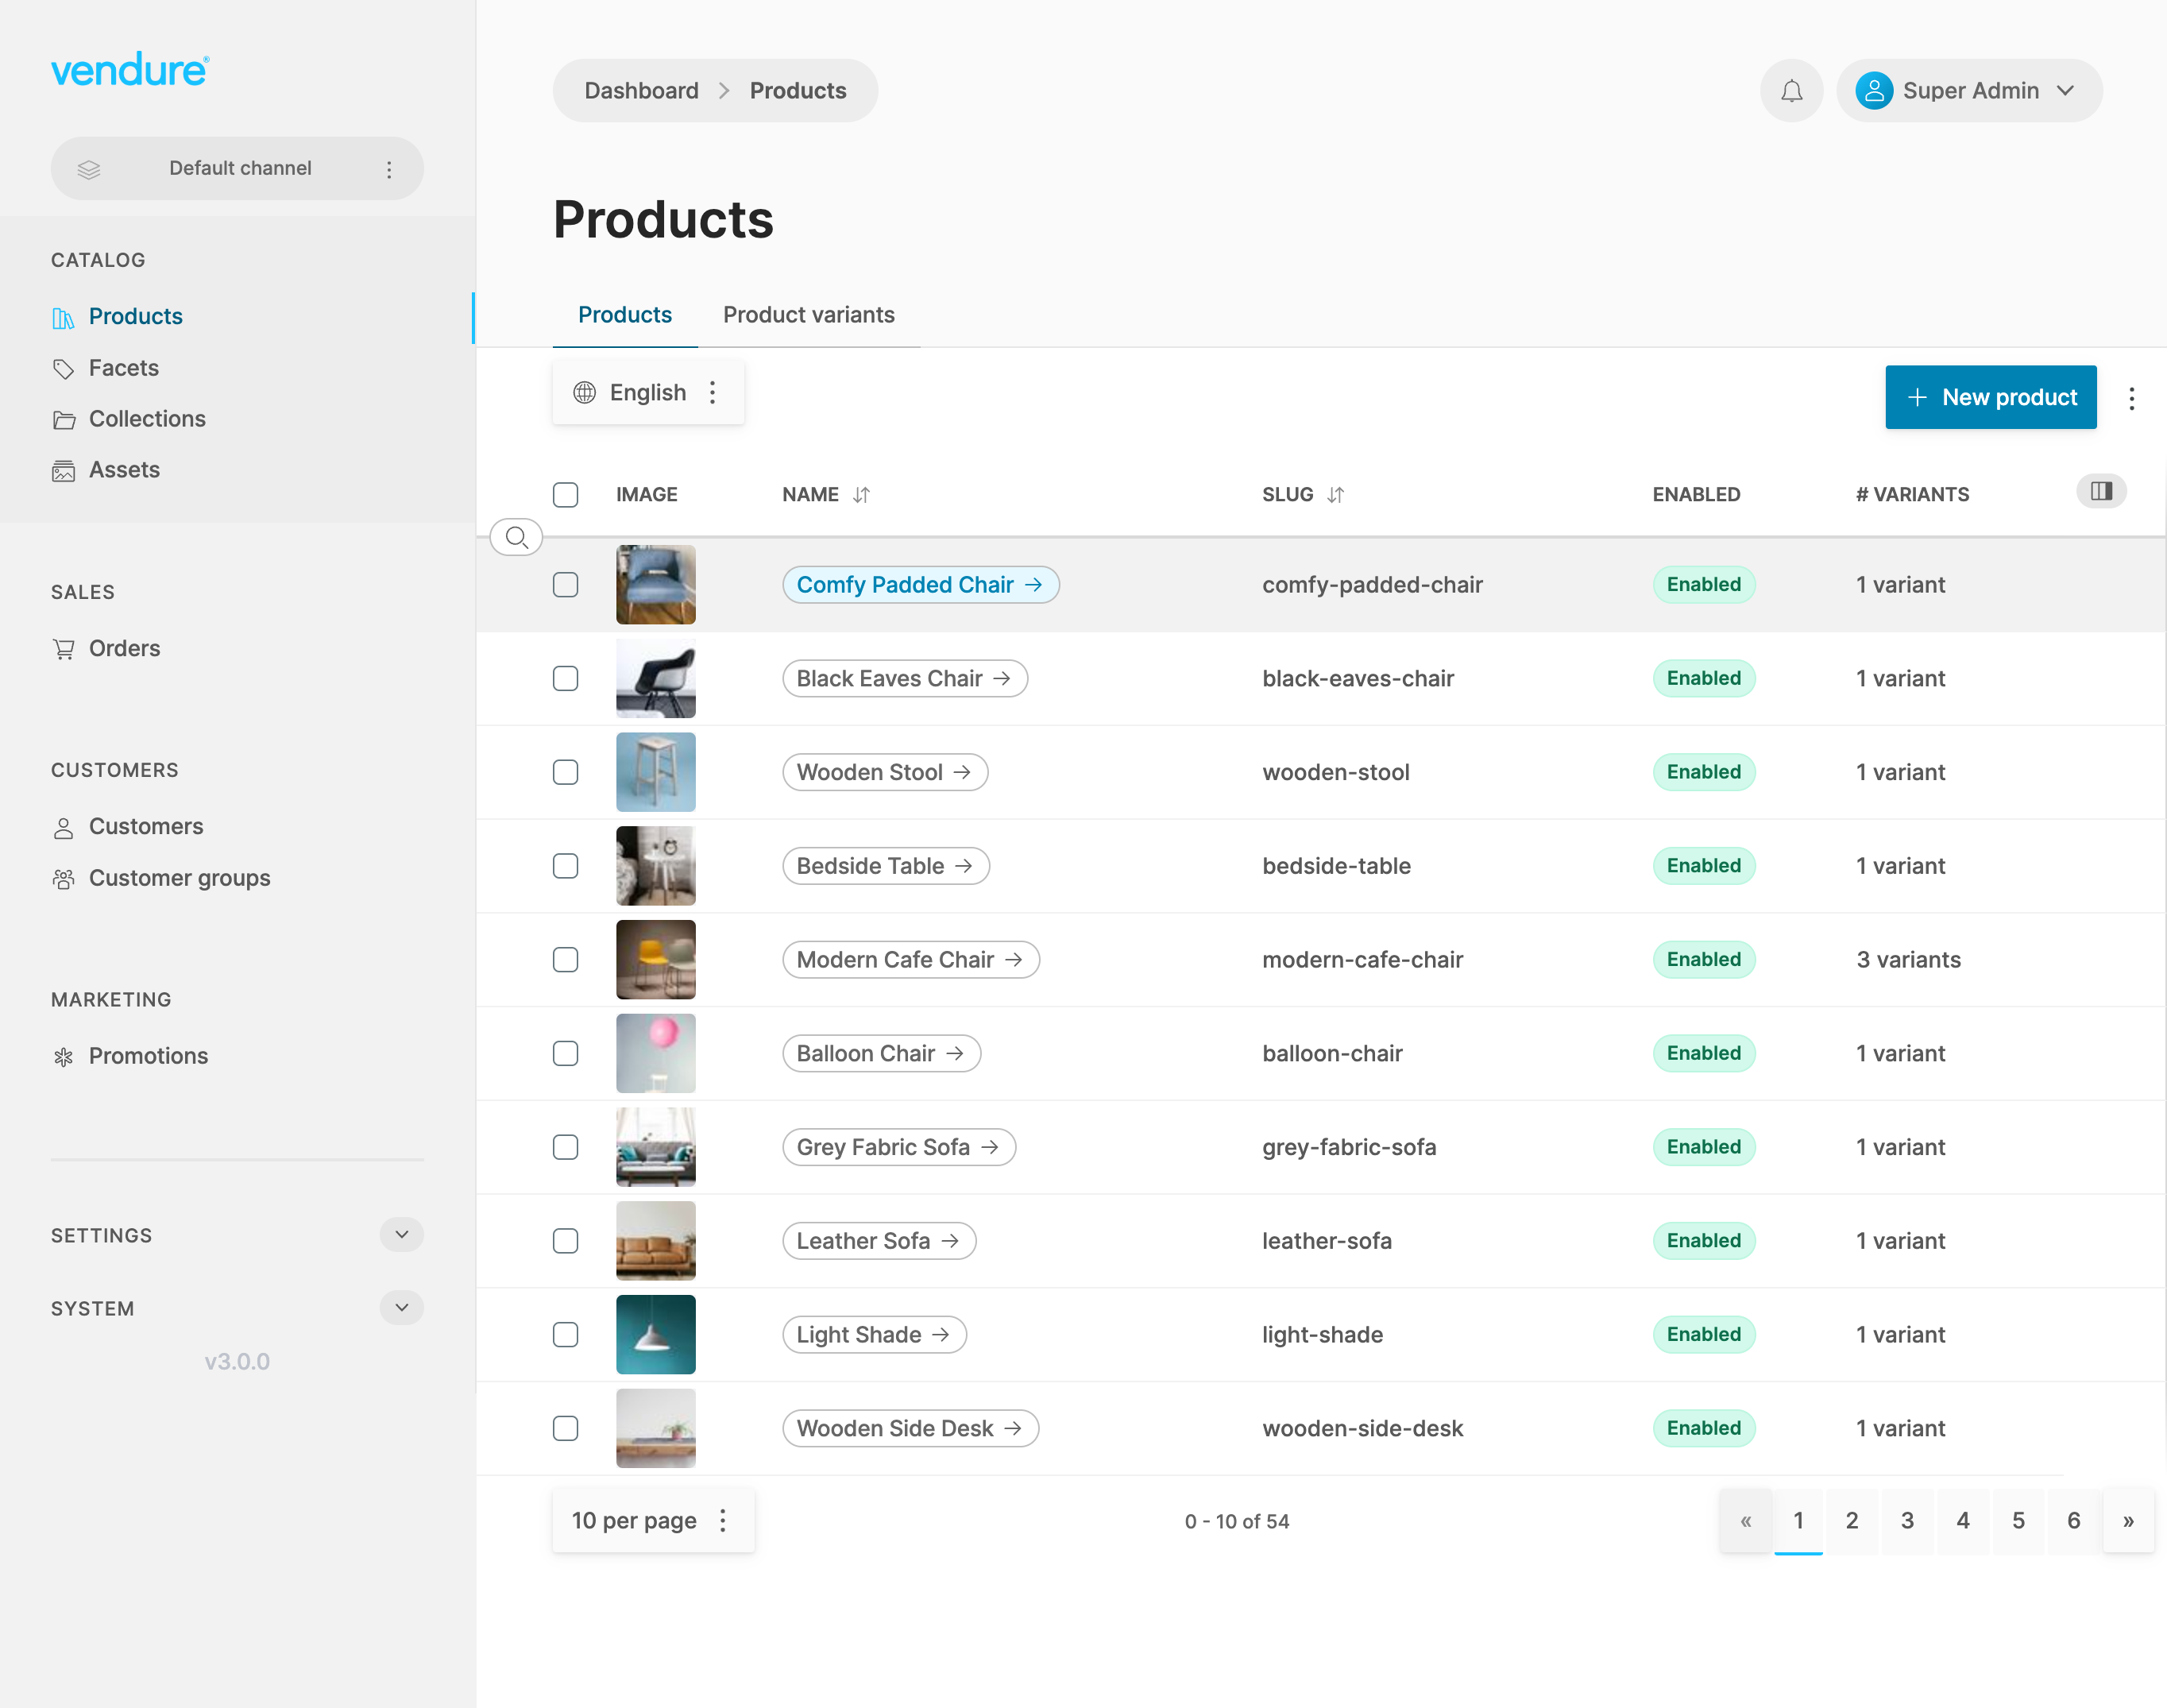 vendure®
Default channel
CATALOG
Products
Facets
Collections
Assets
SALES
Orders
CUSTOMERS
Customers
Customer groups
MARKETING
Promotions
SETTINGS
SYSTEM
v3.0.0
Dashboard > Products
Super Admin
Products
Products Product variants
English
+ New product
IMAGE NAME SLUG ENABLED # VARIANTS
Comfy Padded Chair → comfy-padded-chair Enabled 1 variant
Black Eaves Chair → black-eaves-chair Enabled 1 variant
Wooden Stool → wooden-stool Enabled 1 variant
Bedside Table → bedside-table Enabled 1 variant
Modern Cafe Chair → modern-cafe-chair Enabled 3 variants
Balloon Chair → balloon-chair Enabled 1 variant
Grey Fabric Sofa → grey-fabric-sofa Enabled 1 variant
Leather Sofa → leather-sofa Enabled 1 variant
Light Shade → light-shade Enabled 1 variant
Wooden Side Desk → wooden-side-desk Enabled 1 variant
10 per page 0 - 10 of 54 « 1 2 3 4 5 6 »